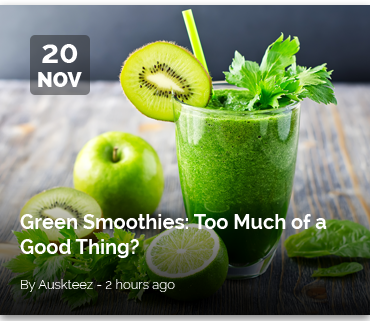 20
NOV
Green Smoothies: Too Much of a
Good Thing?
By Auskteez - 2 hours ago